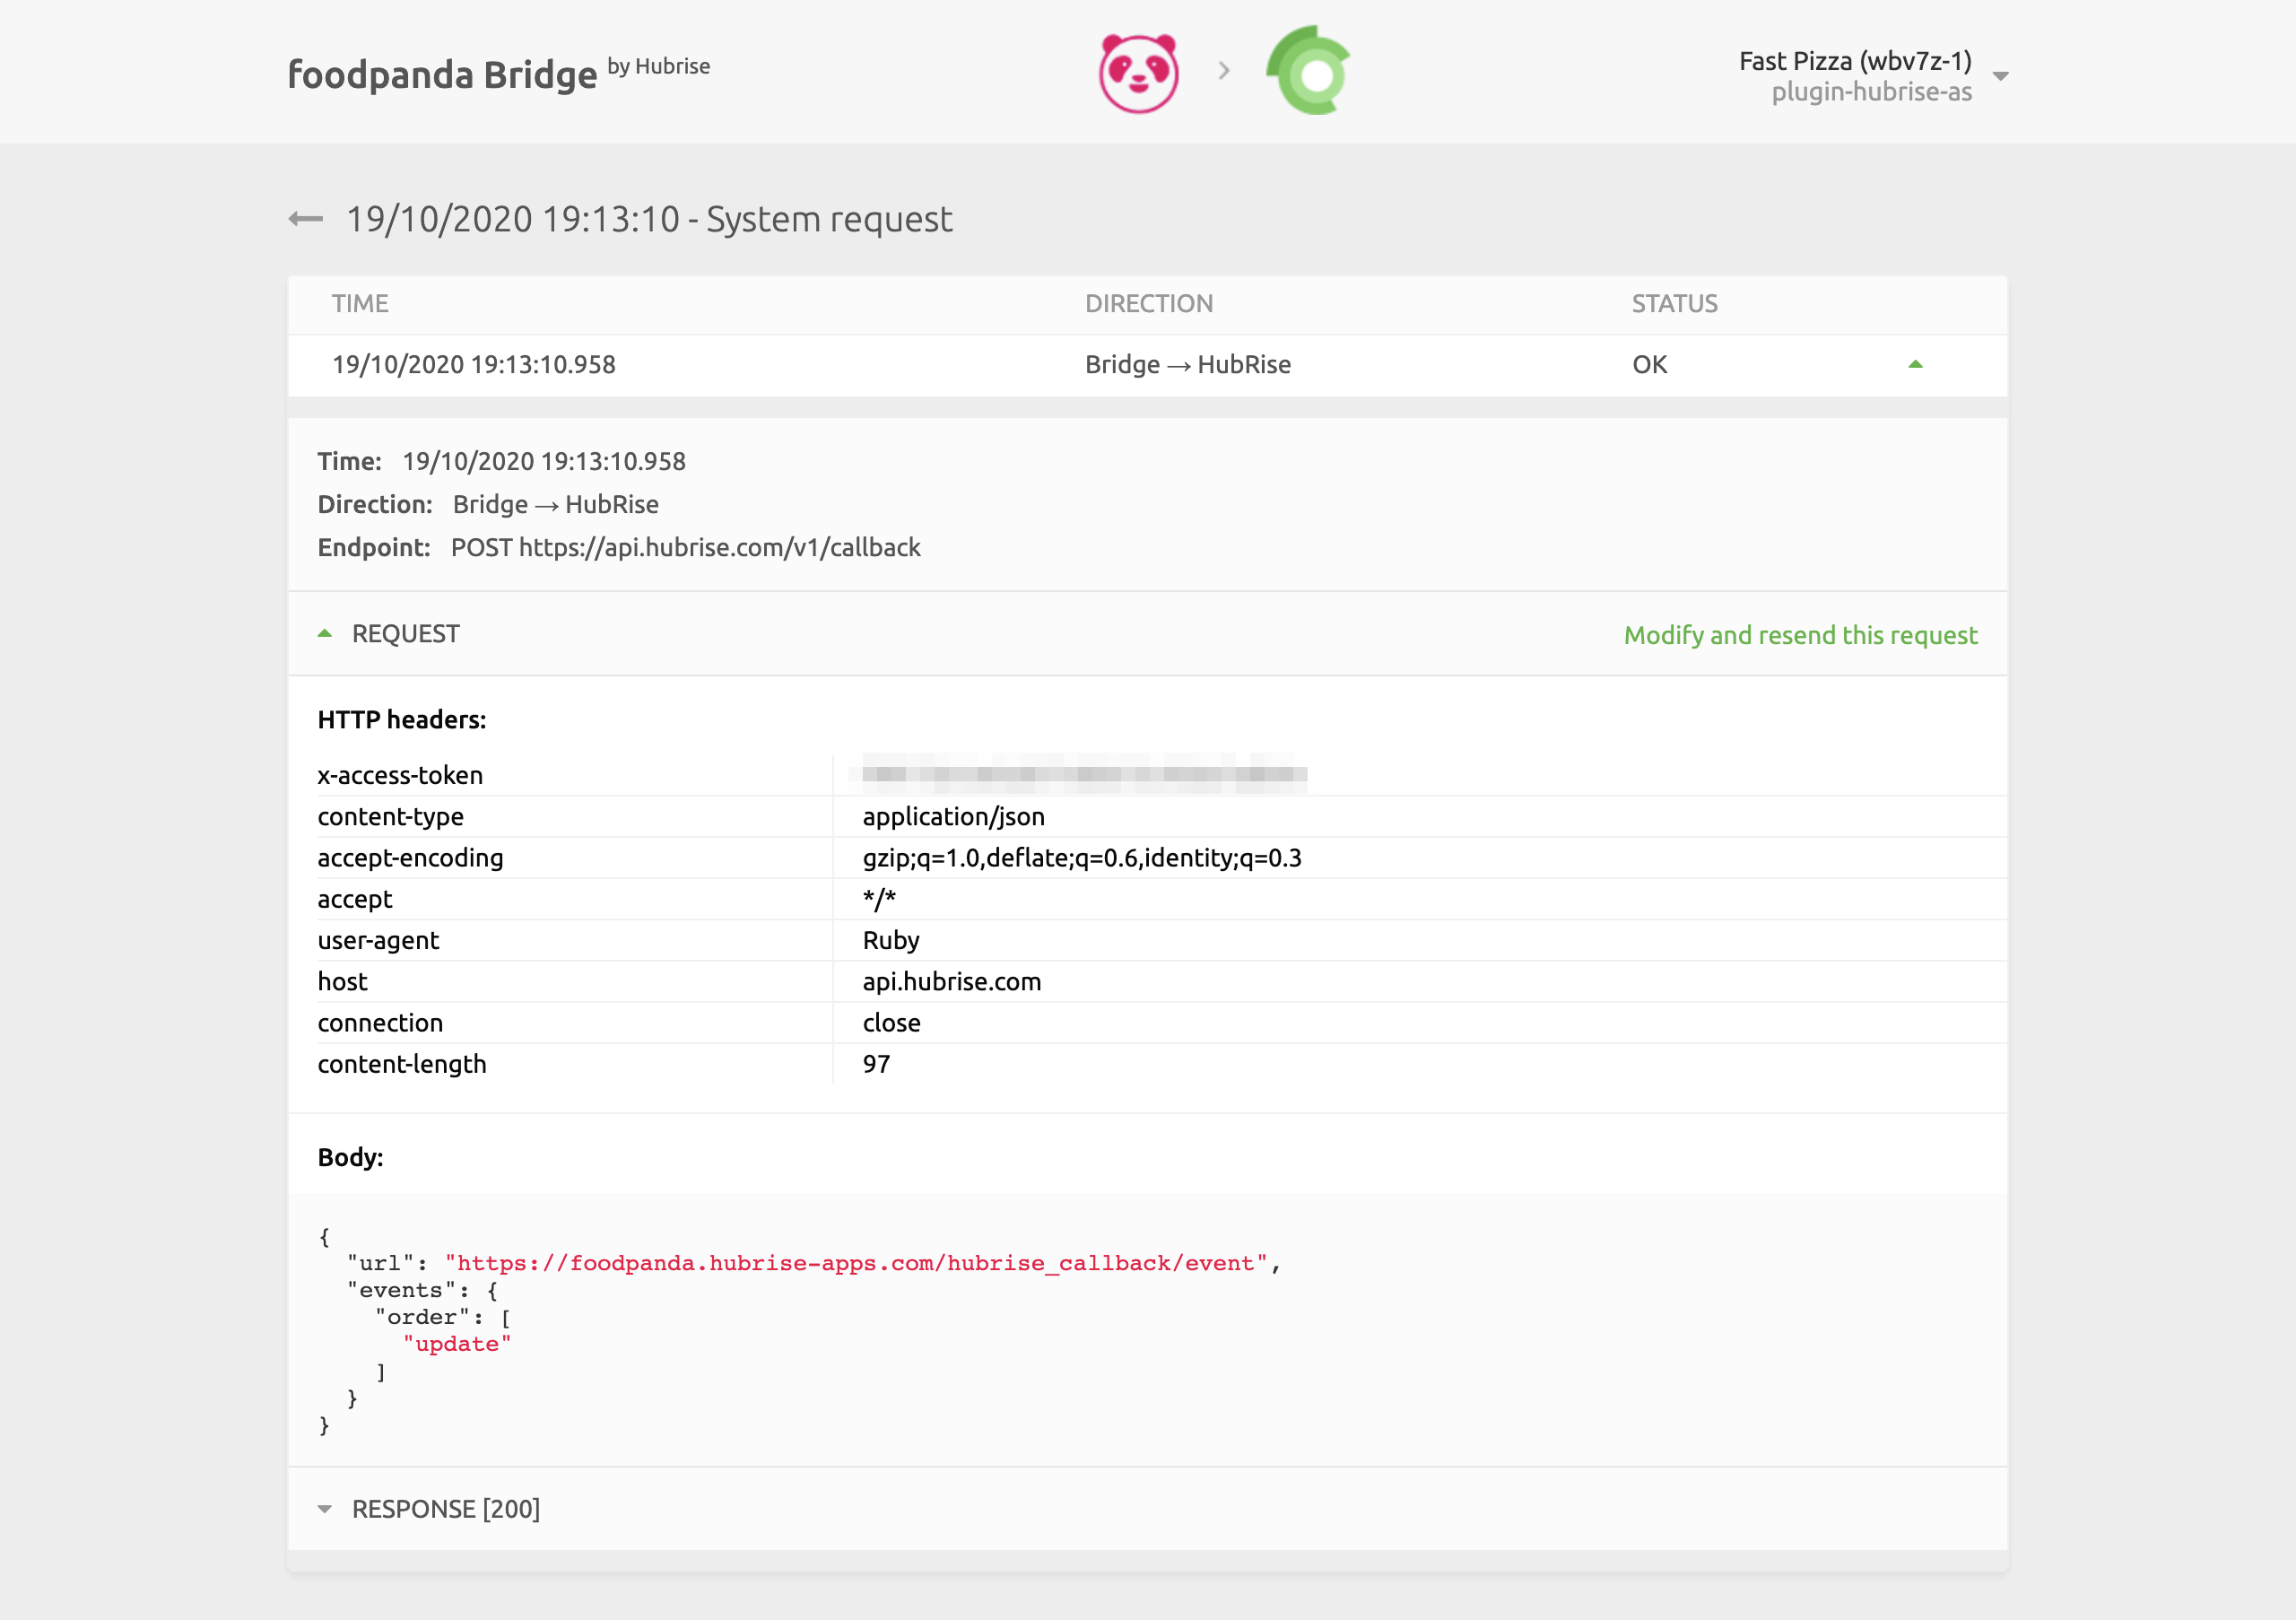 foodpanda Bridge by Hubrise
Fast Pizza (wbv7z-1)
plugin-hubrise-as
19/10/2020 19:13:10 - System request
TIME DIRECTION STATUS
19/10/2020 19:13:10.958 Bridge → HubRise OK
Time: 19/10/2020 19:13:10.958
Direction: Bridge → HubRise
Endpoint: POST https://api.hubrise.com/v1/callback
REQUEST Modify and resend this request
HTTP headers:
x-access-token
content-type application/json
accept-encoding gzip;q=1.0,deflate;q=0.6,identity;q=0.3
accept */*
user-agent Ruby
host api.hubrise.com
connection close
content-length 97
Body:
{
"url": "https://foodpanda.hubrise-apps.com/hubrise_callback/event",
"events": {
"order": [
"update"
]
}
}
RESPONSE [200]